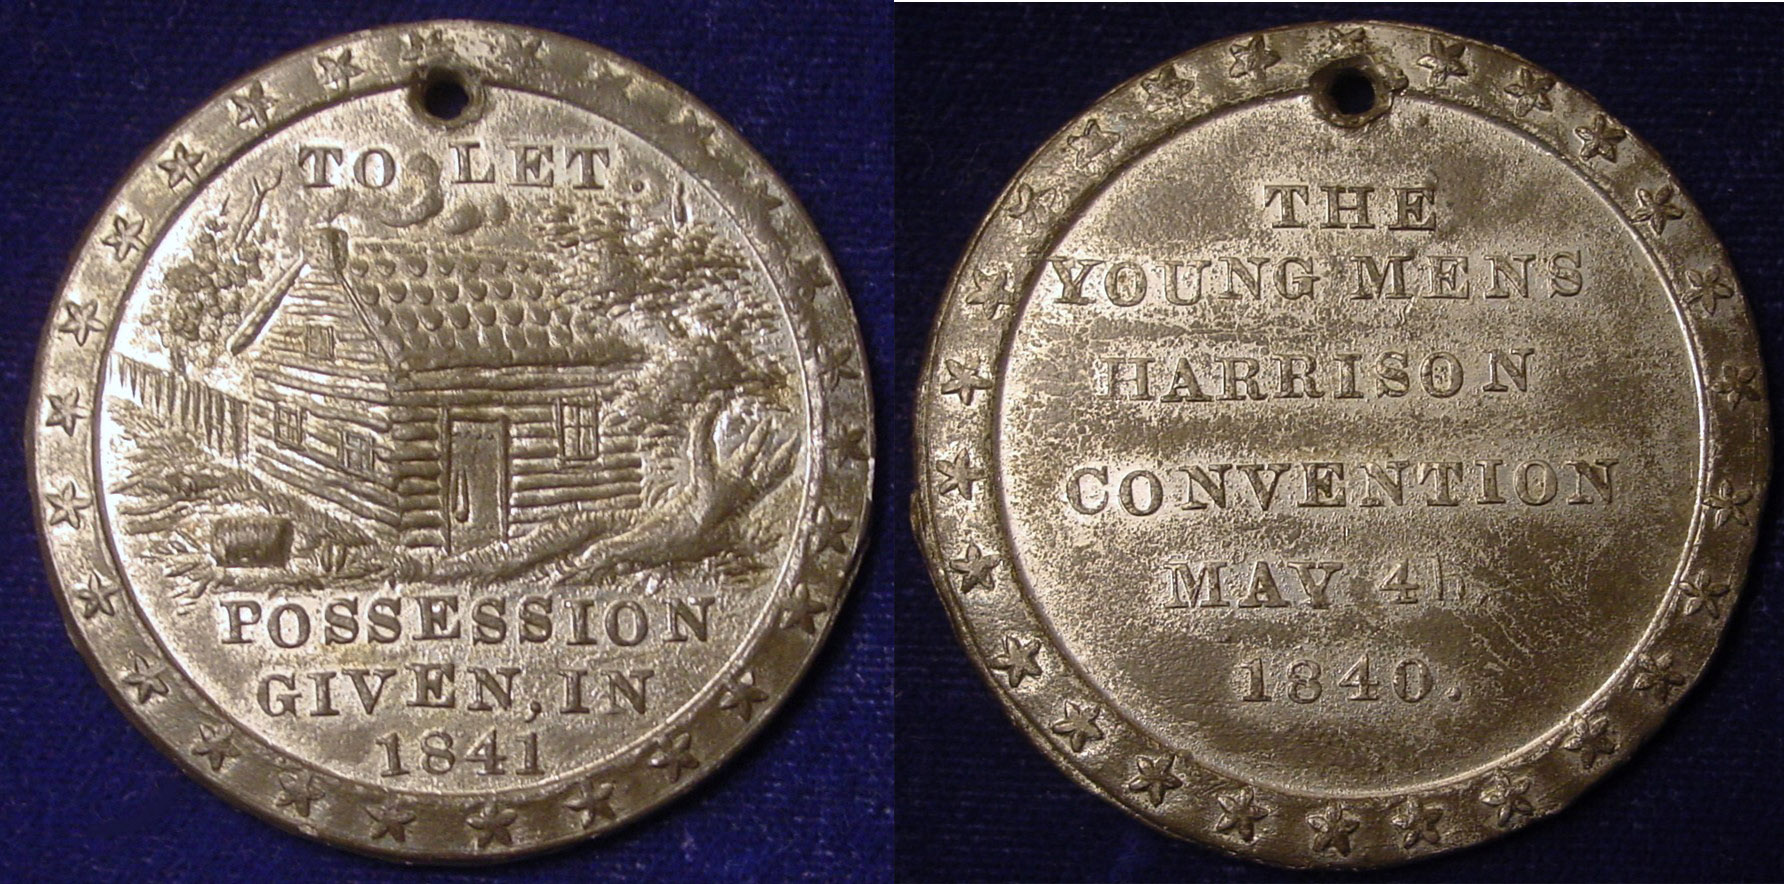 TO LET.
POSSESSION
GIVEN, IN
1841
THE
YOUNG MENS
HARRISON
CONVENTION
MAY 4h
1840.